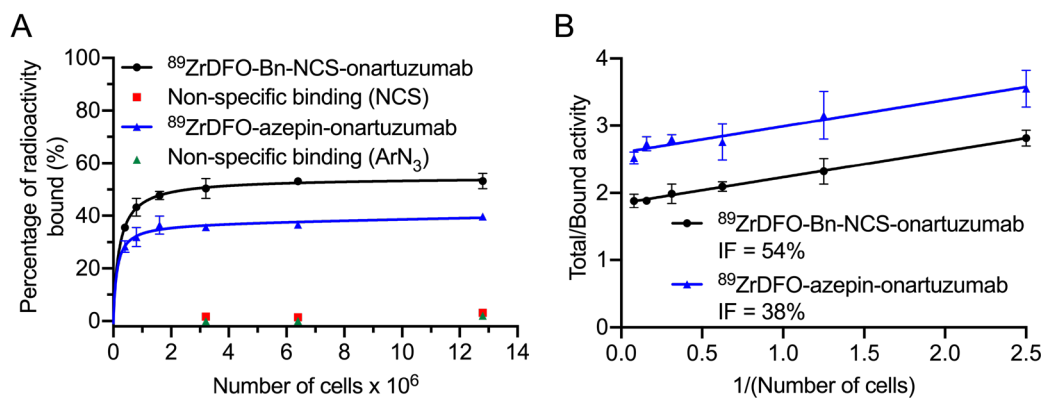 A
Percentage of radioactivity
bound (%)
100
80
60
40
20
0
⁸⁹ZrDFO-Bn-NCS-onartuzumab
Non-specific binding (NCS)
⁸⁹ZrDFO-azepin-onartuzumab
Non-specific binding (ArN₃)
0 2 4 6 8 10 12 14
Number of cells x 10⁶
B
Total/Bound activity
4
3
2
1
0
⁸⁹ZrDFO-Bn-NCS-onartuzumab
IF = 54%
⁸⁹ZrDFO-azepin-onartuzumab
IF = 38%
0.0 0.5 1.0 1.5 2.0 2.5
1/(Number of cells)